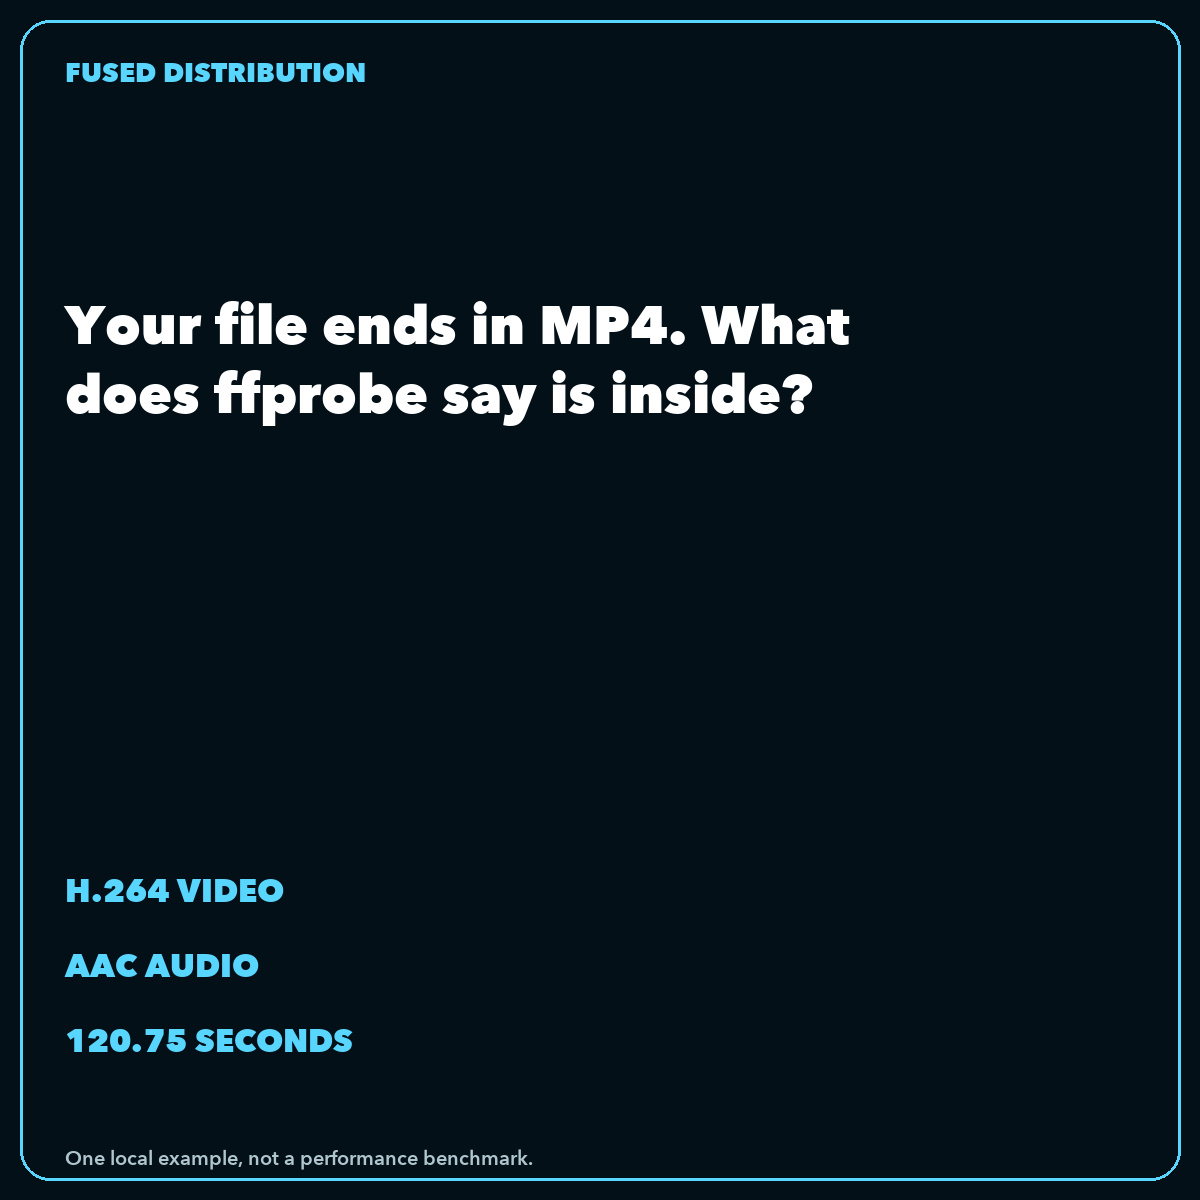 FUSED DISTRIBUTION
Your file ends in MP4. What
does ffprobe say is inside?
H.264 VIDEO
AAC AUDIO
120.75 SECONDS
One local example, not a performance benchmark.